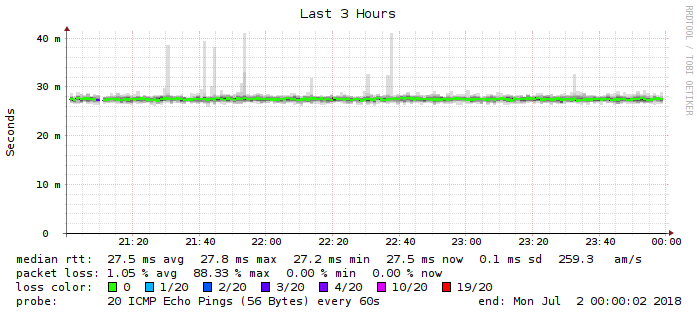 Last 3 Hours
RRDTOOL / TOBI OETIKER
Seconds
40 m
30 m
20 m
10 m
0
21:20 21:40 22:00 22:20 22:40 23:00 23:20 23:40 00:00
median rtt: 27.5 ms avg 27.8 ms max 27.2 ms min 27.5 ms now 0.1 ms sd 259.3 am/s
packet loss: 1.05 % avg 88.33 % max 0.00 % min 0.00 % now
loss color: 0 1/20 2/20 3/20 4/20 10/20 19/20
probe: 20 ICMP Echo Pings (56 Bytes) every 60s end: Mon Jul 2 00:00:02 2018